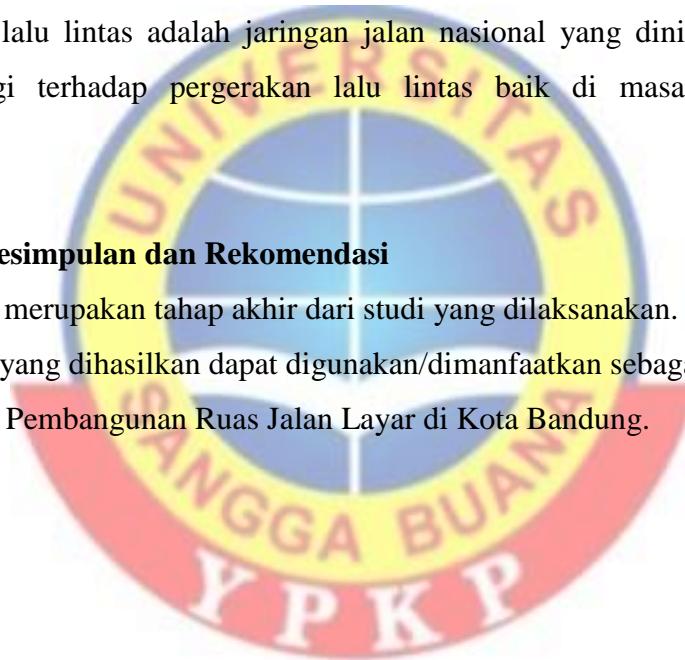 lalu lintas adalah jaringan jalan nasional yang dini
gi terhadap pergerakan lalu lintas baik di masa
esimpulan dan Rekomendasi
merupakan tahap akhir dari studi yang dilaksanakan.
yang dihasilkan dapat digunakan/dimanfaatkan sebaga
Pembangunan Ruas Jalan Layar di Kota Bandung.
UNIVERSITAS
SANGGA BUANA
YPKP